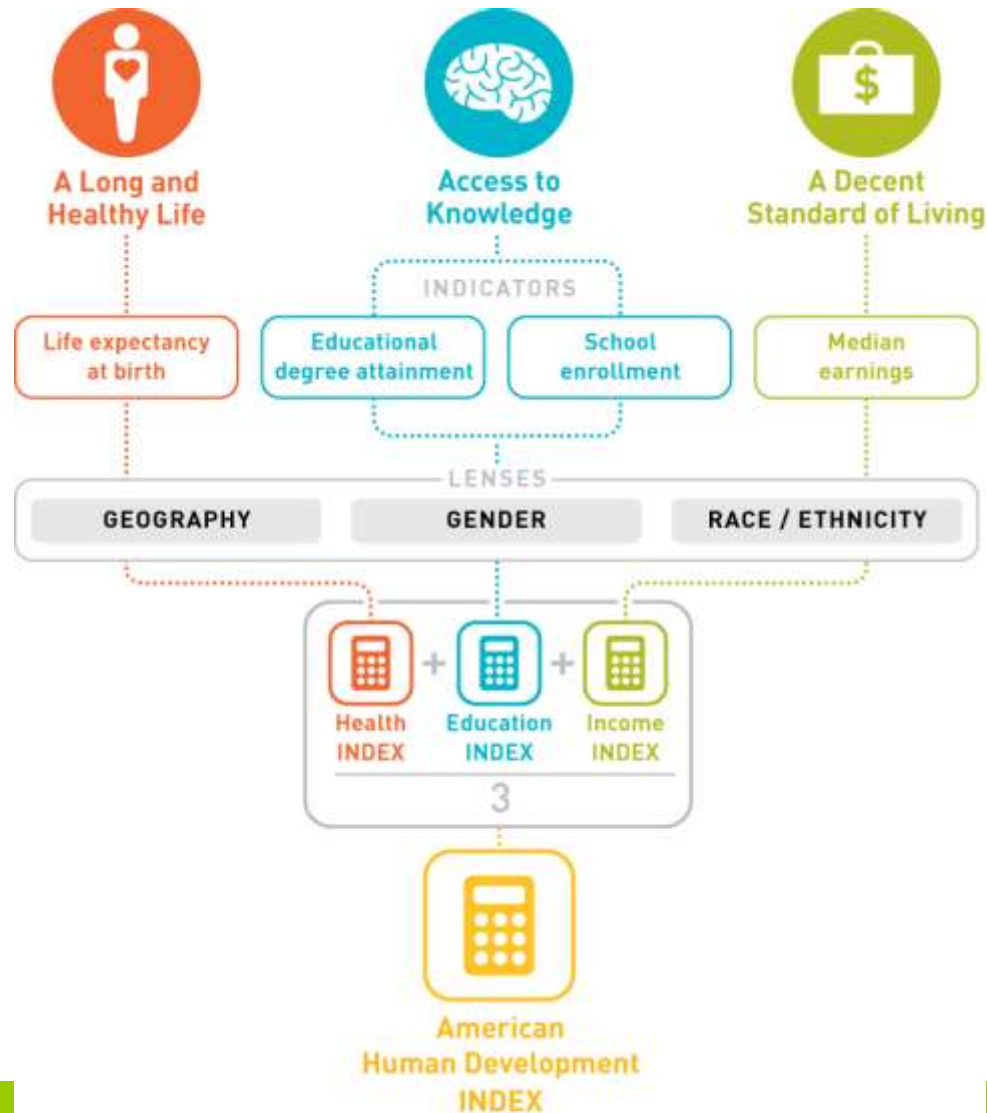 $
A Long and
Healthy Life
Access to
Knowledge
A Decent
Standard of Living
INDICATORS
Life expectancy
at birth
Educational
degree attainment
School
enrollment
Median
earnings
LENSES
GEOGRAPHY
GENDER
RACE / ETHNICITY
+
+
Health
INDEX
Education
INDEX
Income
INDEX
3
American
Human Development
INDEX